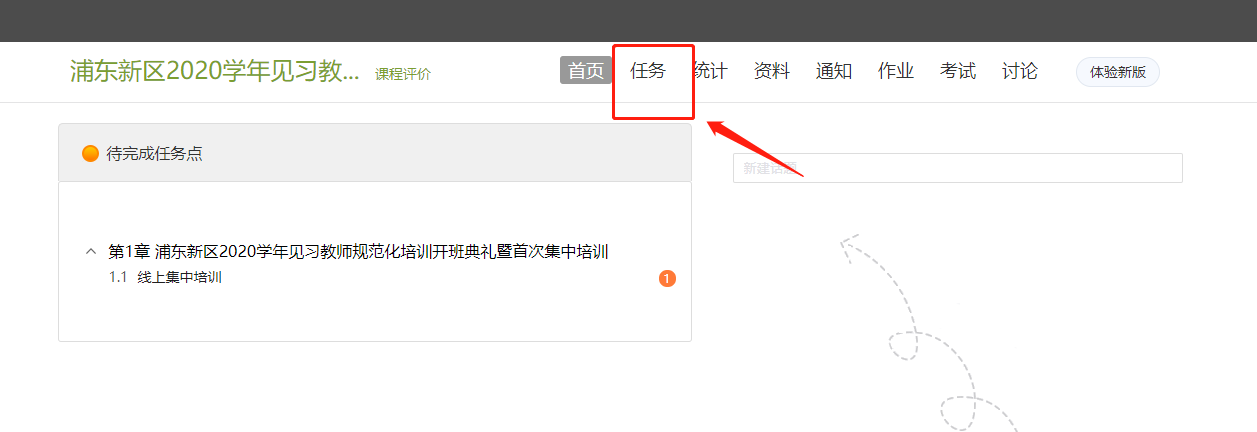 浦东新区2020学年见习教... 课程评价 首页 任务 统计 资料 通知 作业 考试 讨论 体验新版
待完成任务点
新建话题
第1章 浦东新区2020学年见习教师规范化培训开班典礼暨首次集中培训
1.1 线上集中培训 1